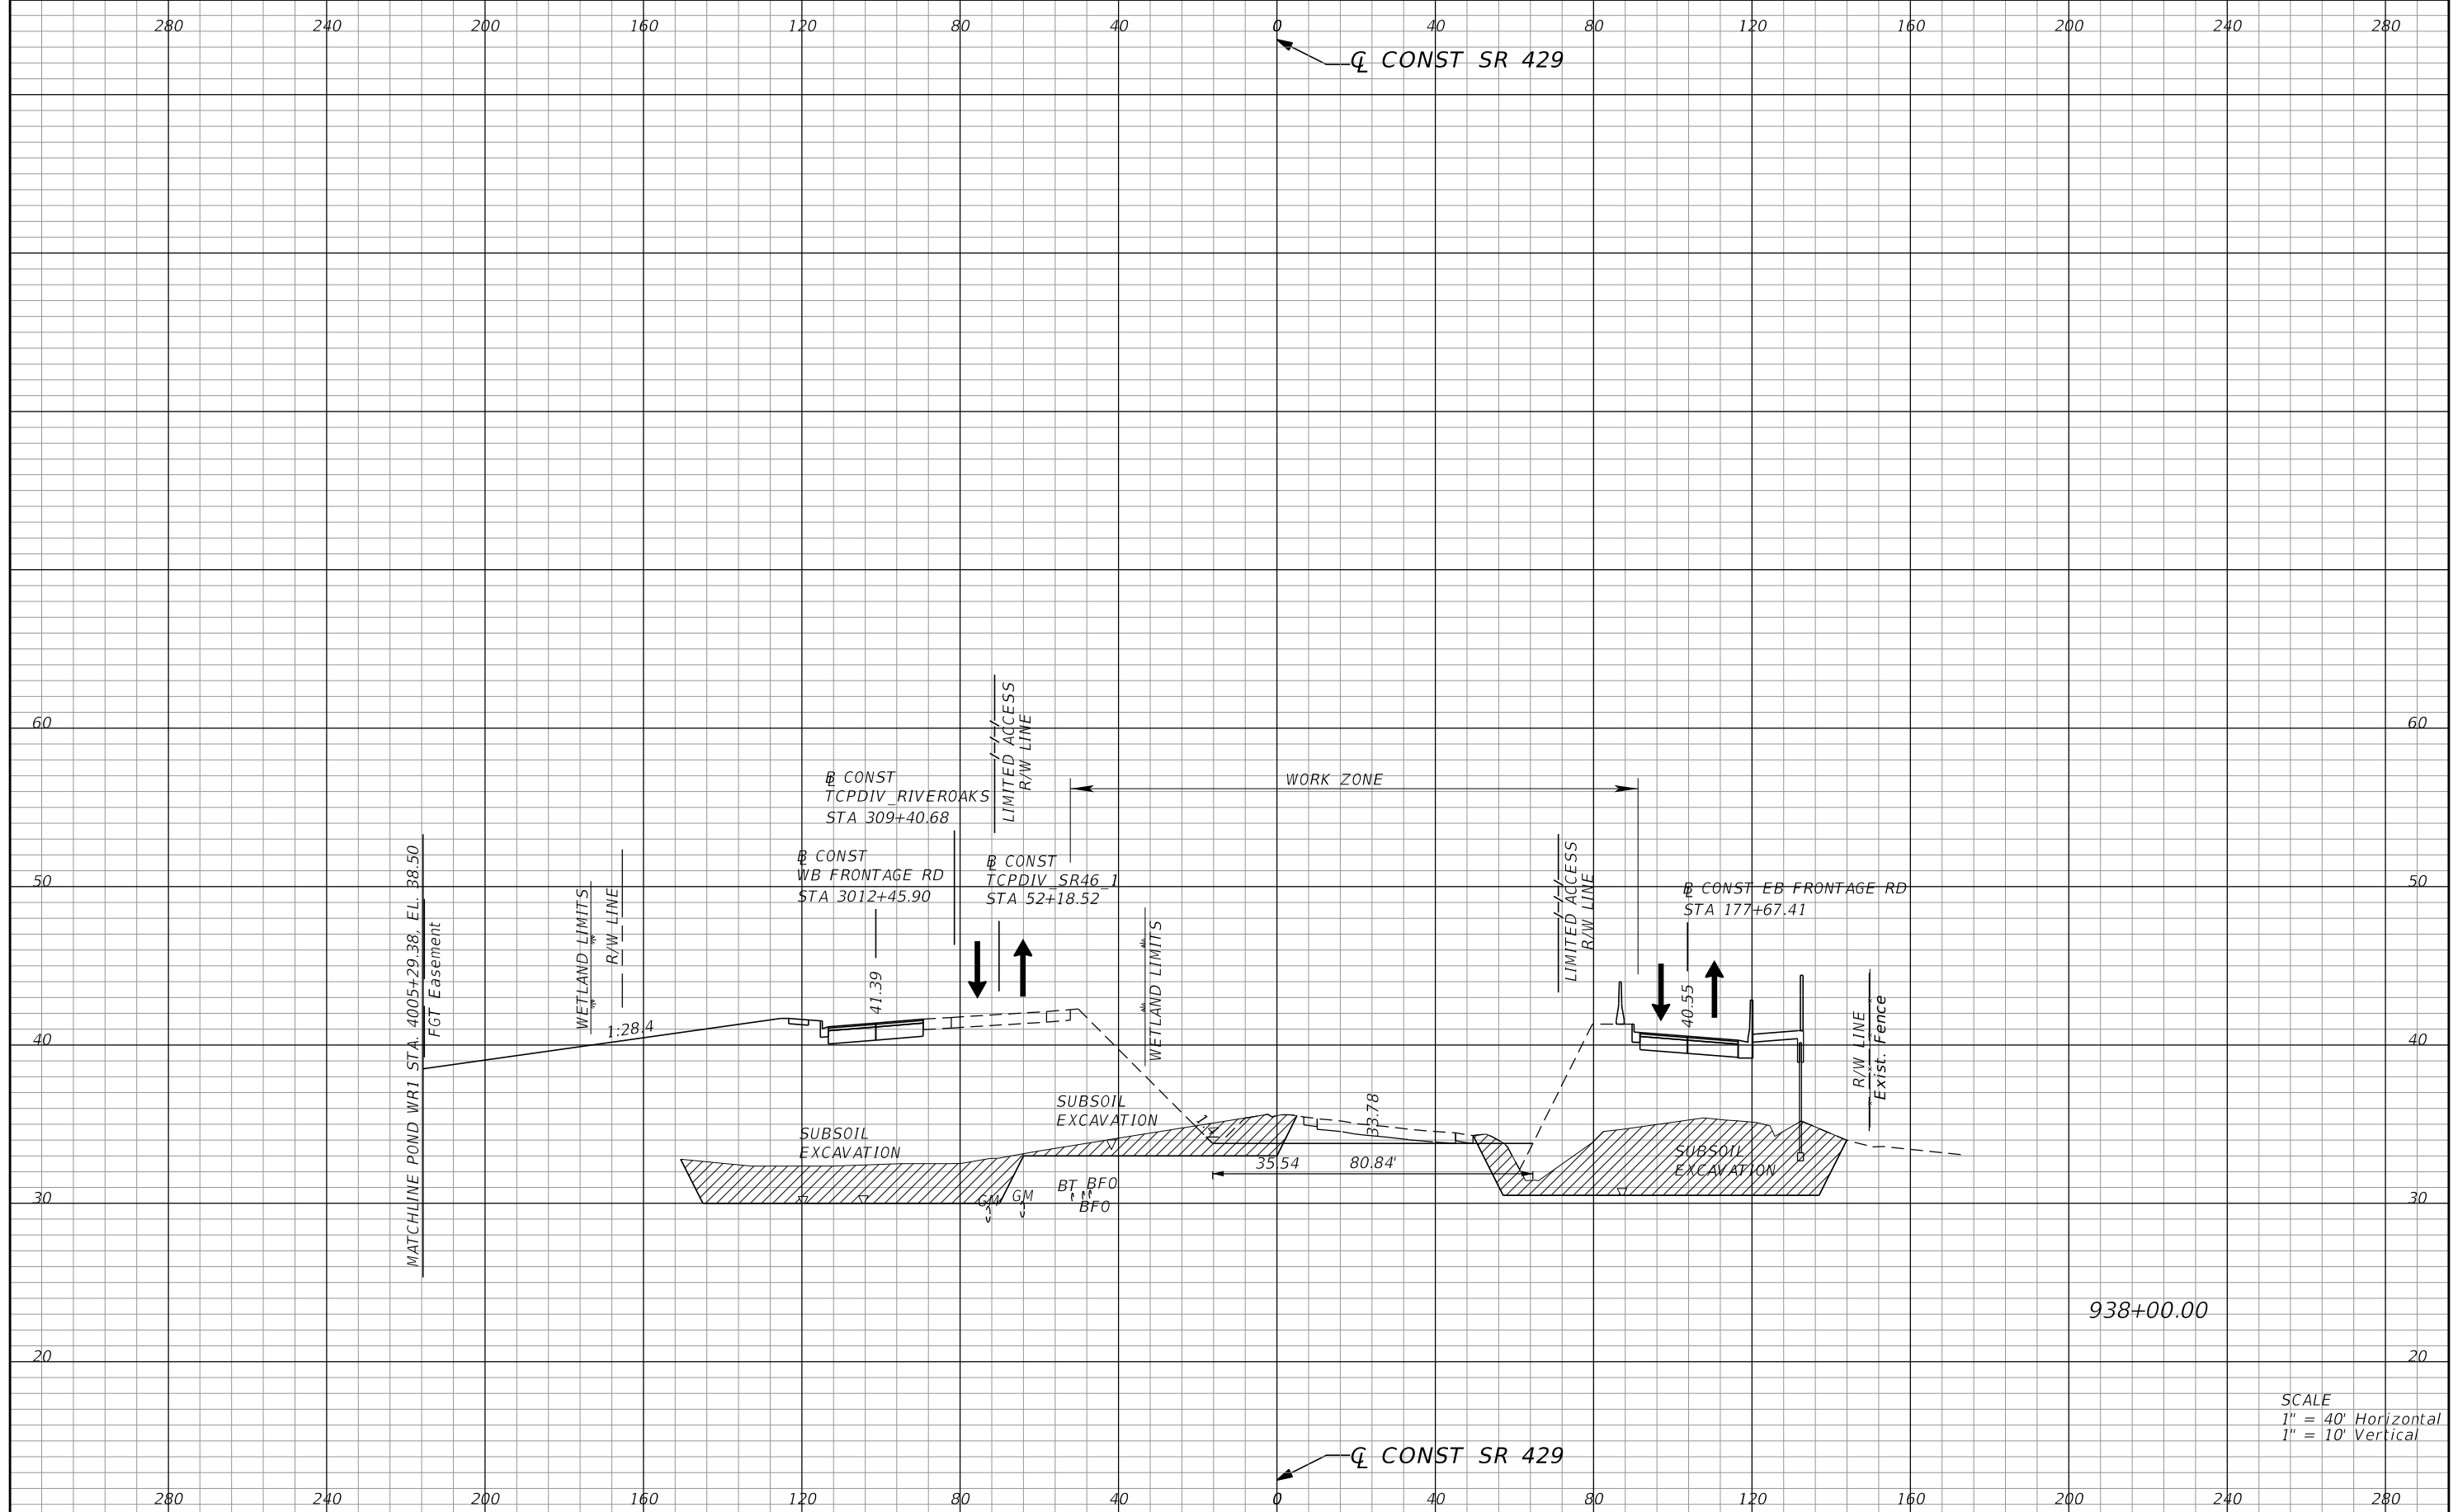 280 240 200 160 120 80 40 0 40 80 120 160 200 240 280
℄ CONST SR 429
60 60
LIMITED ACCESS
R/W LINE
WORK ZONE
BL CONST
TCPDIV_RIVEROAKS
STA 309+40.68
BL CONST
WB FRONTAGE RD
STA 3012+45.90
BL CONST
TCPDIV_SR46_1
STA 52+18.52
50 50
MATCHLINE POND WR1 STA. 4005+29.38, EL. 38.50
FGT Easement
WETLAND LIMITS
R/W LINE
1:28.4
41.39
WETLAND LIMITS
LIMITED ACCESS
R/W LINE
BL CONST EB FRONTAGE RD
STA 177+67.41
40.55
R/W LINE
Exist. Fence
40 40
SUBSOIL
EXCAVATION
SUBSOIL
EXCAVATION
33.78
SUBSOIL
EXCAVATION
35.54 80.84'
30 30
GM
GM
BT
BFO
BFO
938+00.00
20 20
SCALE
1" = 40' Horizontal
1" = 10' Vertical
℄ CONST SR 429
280 240 200 160 120 80 40 0 40 80 120 160 200 240 280